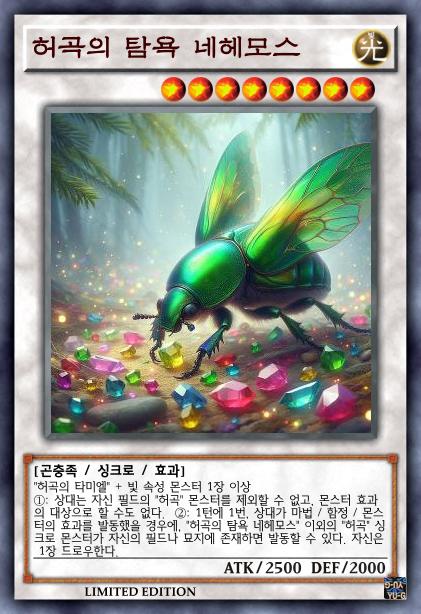 허곡의 탐욕 네헤모스
光
[곤충족 / 싱크로 / 효과]
"허곡의 타미엘" + 빛 속성 몬스터 1장 이상
①: 상대는 자신 필드의 "허곡" 몬스터를 제외할 수 없고, 몬스터 효과
의 대상으로 할 수도 없다. ②: 1턴에 1번, 상대가 마법 / 함정 / 몬스
터의 효과를 발동했을 경우에, "허곡의 탐욕 네헤모스" 이외의 "허곡" 싱
크로 몬스터가 자신의 필드나 묘지에 존재하면 발동할 수 있다. 자신은
1장 드로우한다.
ATK/2500 DEF/2000
LIMITED EDITION